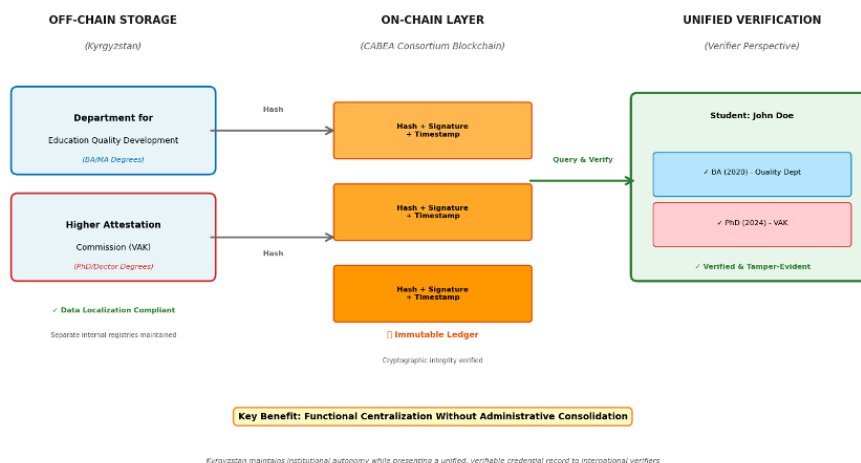 OFF-CHAIN STORAGE
(Kyrgyzstan)
Department for
Education Quality Development
(BA/MA Degrees)
Higher Attestation
Commission (VAK)
(PhD/Doctor Degrees)
✓ Data Localization Compliant
Separate internal registries maintained
Hash
Hash
ON-CHAIN LAYER
(CABEA Consortium Blockchain)
Hash + Signature
+ Timestamp
Hash + Signature
+ Timestamp
Hash + Signature
+ Timestamp
Immutable Ledger
Cryptographic integrity verified
Query & Verify
UNIFIED VERIFICATION
(Verifier Perspective)
Student: John Doe
✓ BA (2020) - Quality Dept
✓ PhD (2024) - VAK
✓ Verified & Tamper-Evident
Key Benefit: Functional Centralization Without Administrative Consolidation
Kyrgyzstan maintains institutional autonomy while presenting a unified, verifiable credential record to international verifiers